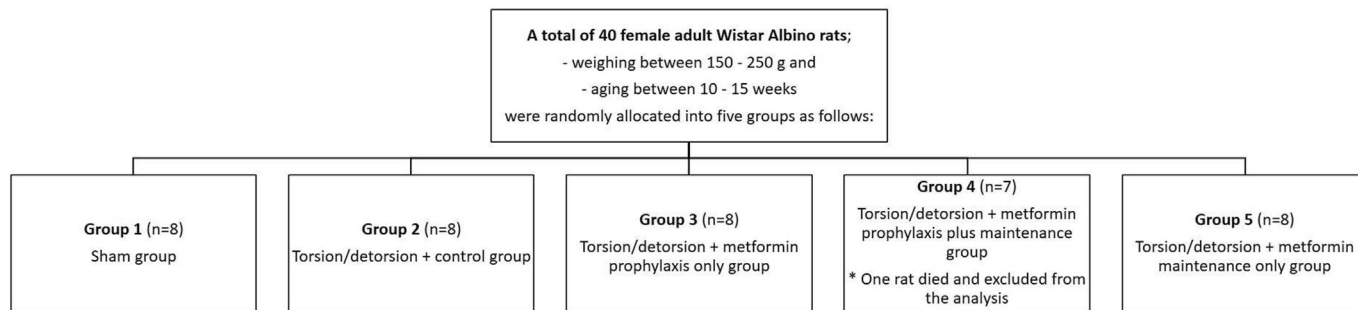 A total of 40 female adult Wistar Albino rats;
- weighing between 150 - 250 g and
- aging between 10 - 15 weeks
were randomly allocated into five groups as follows:
Group 1 (n=8)
Sham group
Group 2 (n=8)
Torsion/detorsion + control group
Group 3 (n=8)
Torsion/detorsion + metformin
prophylaxis only group
Group 4 (n=7)
Torsion/detorsion + metformin
prophylaxis plus maintenance
group
* One rat died and excluded from
the analysis
Group 5 (n=8)
Torsion/detorsion + metformin
maintenance only group